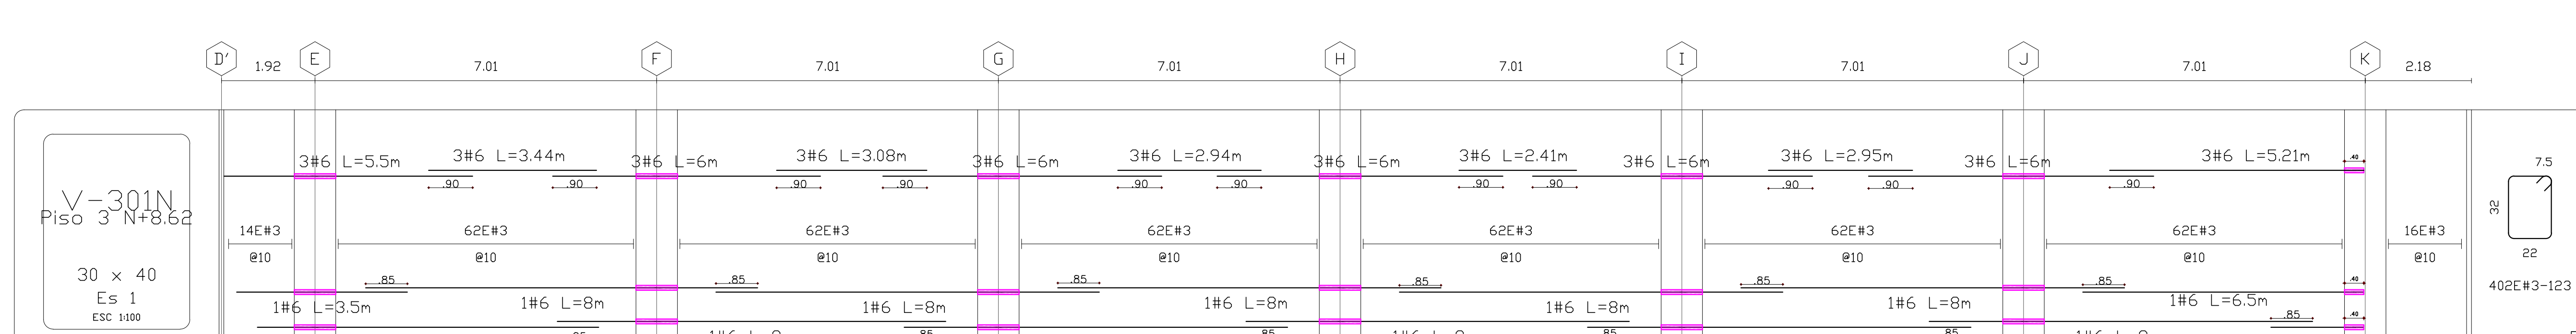 D' E F G H I J K
1.92 7.01 7.01 7.01 7.01 7.01 7.01 2.18
3#6 L=5.5m 3#6 L=3.44m 3#6 L=6m 3#6 L=3.08m 3#6 L=6m 3#6 L=2.94m 3#6 L=6m 3#6 L=2.41m 3#6 L=6m 3#6 L=2.95m 3#6 L=6m 3#6 L=5.21m .40
7.5
.90 .90 .90 .90 .90 .90 .90 .90 .90 .90 .90
V-301N
Piso 3 N+8.62
32
14E#3 62E#3 62E#3 62E#3 62E#3 62E#3 62E#3 16E#3
@10 @10 @10 @10 @10 @10 @10 @10
22
30 x 40
.85 .85 .85 .85 .85 .85 .40
402E#3-123
Es 1
1#6 L=3.5m 1#6 L=8m 1#6 L=8m 1#6 L=8m 1#6 L=8m 1#6 L=8m 1#6 L=6.5m
ESC 1:100
.85 .40